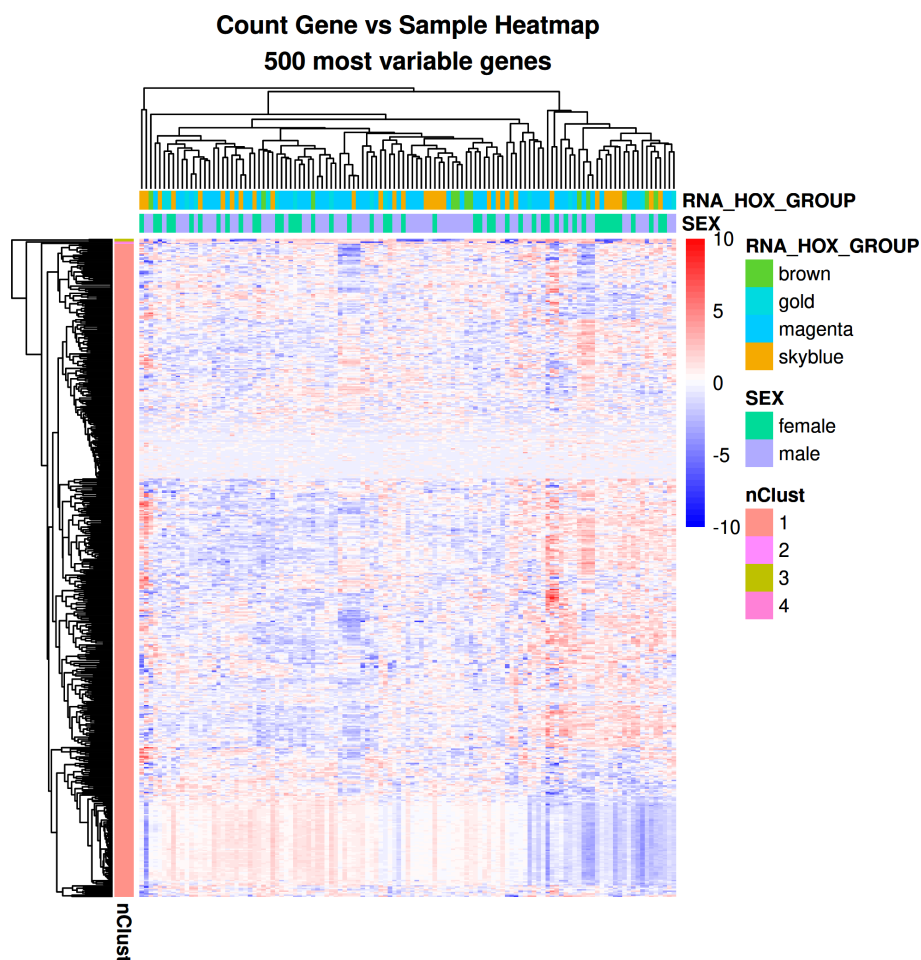 Count Gene vs Sample Heatmap
500 most variable genes
RNA_HOX_GROUP
SEX
10
5
0
-5
-10
RNA_HOX_GROUP
brown
gold
magenta
skyblue
SEX
female
male
nClust
1
2
3
4
nClust